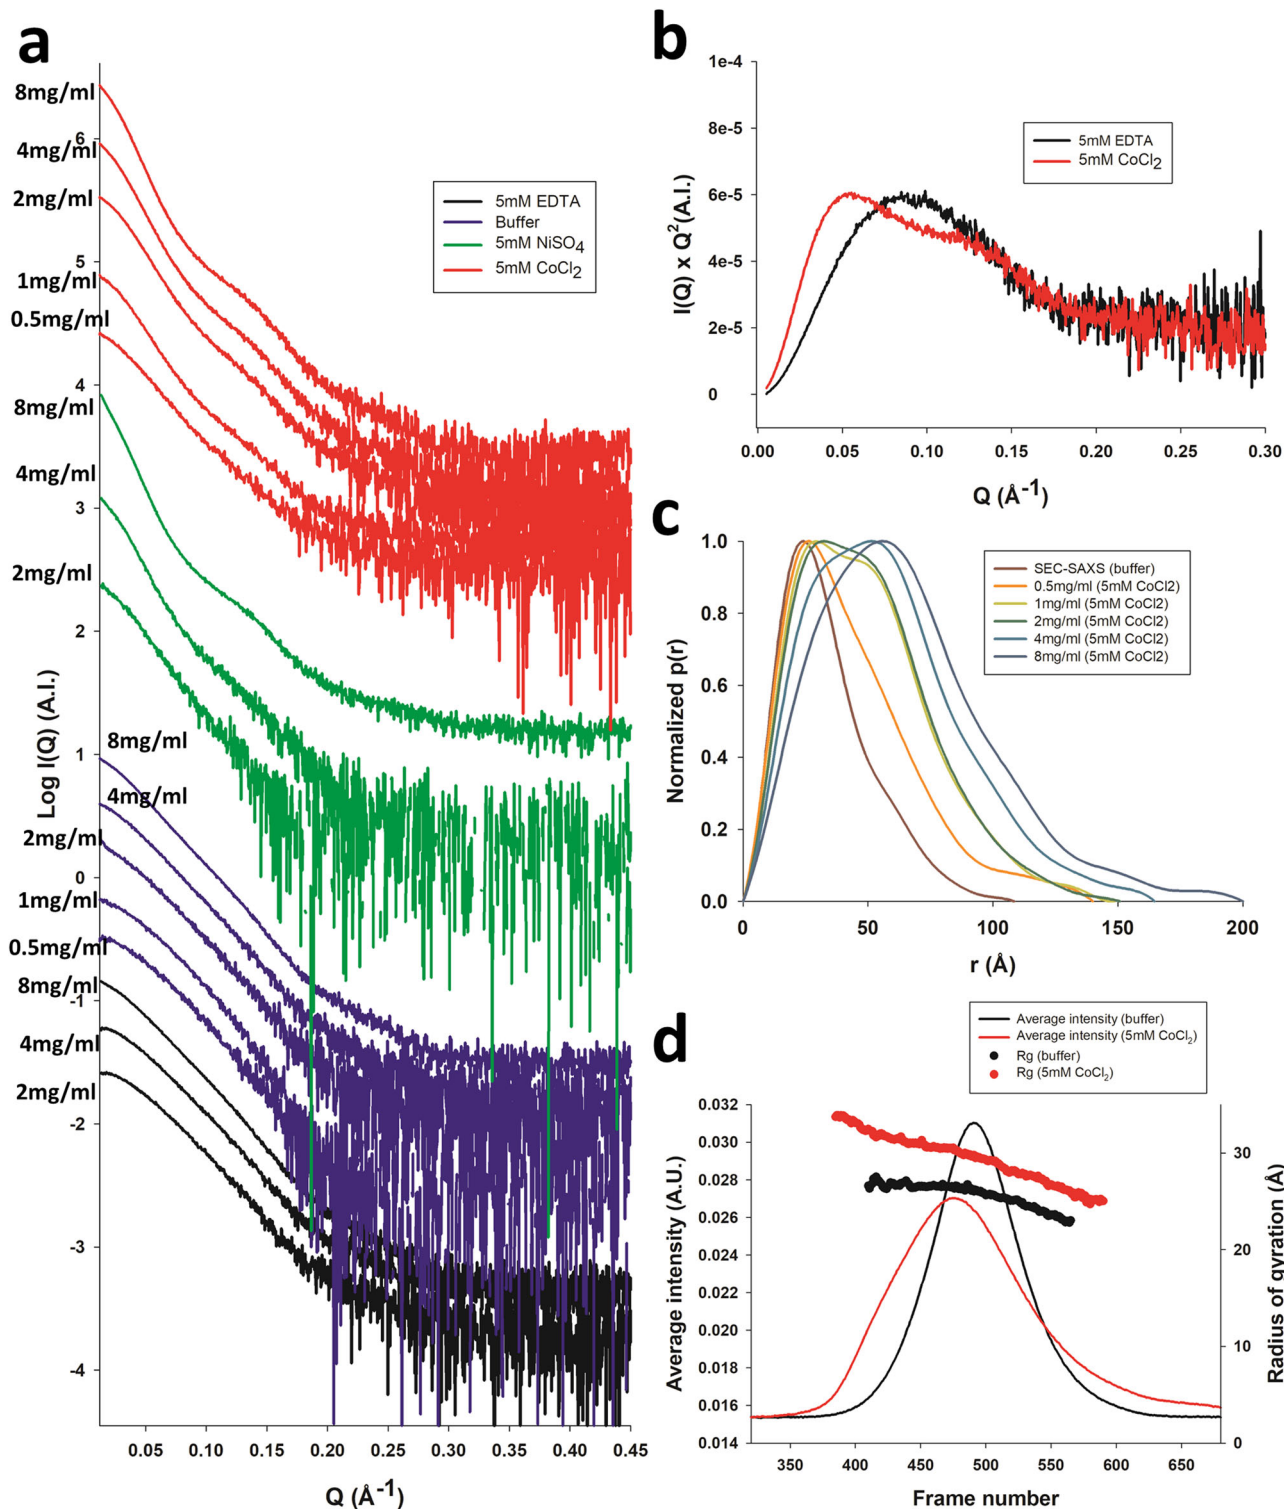 a
8mg/ml
4mg/ml
2mg/ml
1mg/ml
0.5mg/ml
8mg/ml
4mg/ml
2mg/ml
8mg/ml
4mg/ml
2mg/ml
1mg/ml
0.5mg/ml
8mg/ml
4mg/ml
2mg/ml
6
5
4
3
2
1
0
-1
-2
-3
-4
Log I(Q) (A.I.)
5mM EDTA
Buffer
5mM NiSO4
5mM CoCl2
0.05 0.10 0.15 0.20 0.25 0.30 0.35 0.40 0.45
Q (Å-1)
b
1e-4
8e-5
6e-5
4e-5
2e-5
0
I(Q) x Q2(A.I.)
5mM EDTA
5mM CoCl2
0.00 0.05 0.10 0.15 0.20 0.25 0.30
Q (Å-1)
c
1.0
0.8
0.6
0.4
0.2
0.0
Normalized p(r)
SEC-SAXS (buffer)
0.5mg/ml (5mM CoCl2)
1mg/ml (5mM CoCl2)
2mg/ml (5mM CoCl2)
4mg/ml (5mM CoCl2)
8mg/ml (5mM CoCl2)
0 50 100 150 200
r (Å)
d
Average intensity (buffer)
Average intensity (5mM CoCl2)
Rg (buffer)
Rg (5mM CoCl2)
0.032
0.030
0.028
0.026
0.024
0.022
0.020
0.018
0.016
0.014
Average intensity (A.U.)
30
20
10
0
Radius of gyration (Å)
350 400 450 500 550 600 650
Frame number